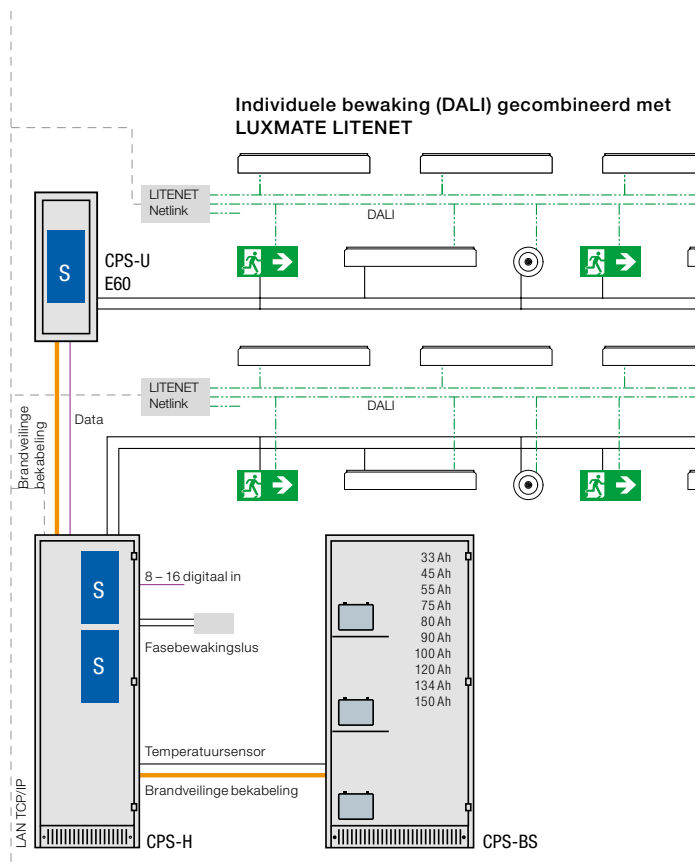 Individuele bewaking (DALI) gecombineerd met
LUXMATE LITENET
LITENET
Netlink
DALI
S
CPS-U
E60
LITENET
Netlink
DALI
Brandveilinge
bekabeling
Data
S
S
8 – 16 digitaal in
Fasebewakingslus
Temperatuursensor
Brandveilinge bekabeling
33 Ah
45 Ah
55 Ah
75 Ah
80 Ah
90 Ah
100 Ah
120 Ah
134 Ah
150 Ah
LAN TCP/IP
CPS-H
CPS-BS